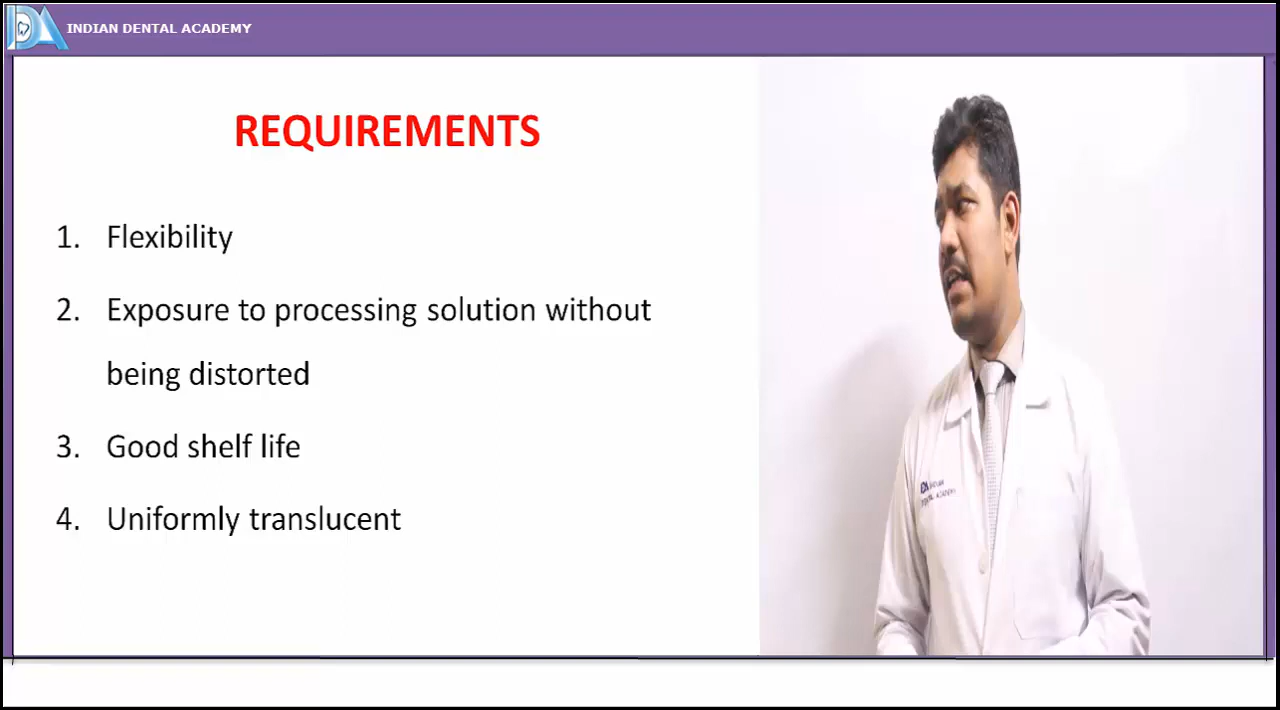 INDIAN DENTAL ACADEMY
REQUIREMENTS
1. Flexibility
2. Exposure to processing solution without
being distorted
3. Good shelf life
4. Uniformly translucent